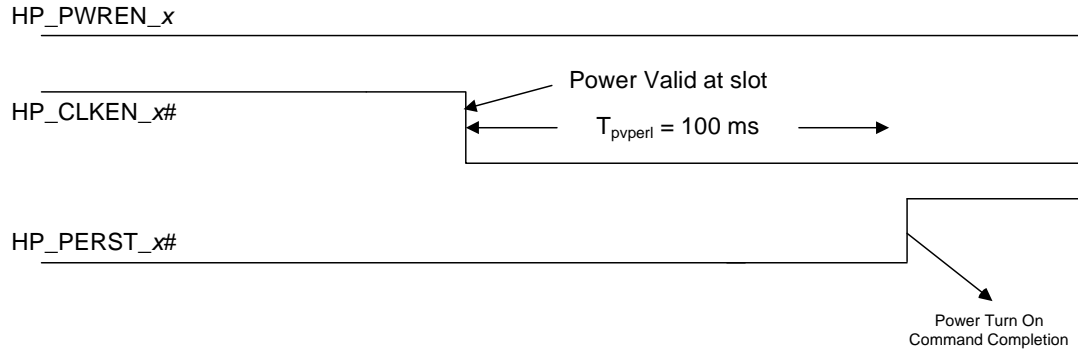 HP_PWREN_x
Power Valid at slot
HP_CLKEN_x#
Tpvperl = 100 ms
HP_PERST_x#
Power Turn On
Command Completion